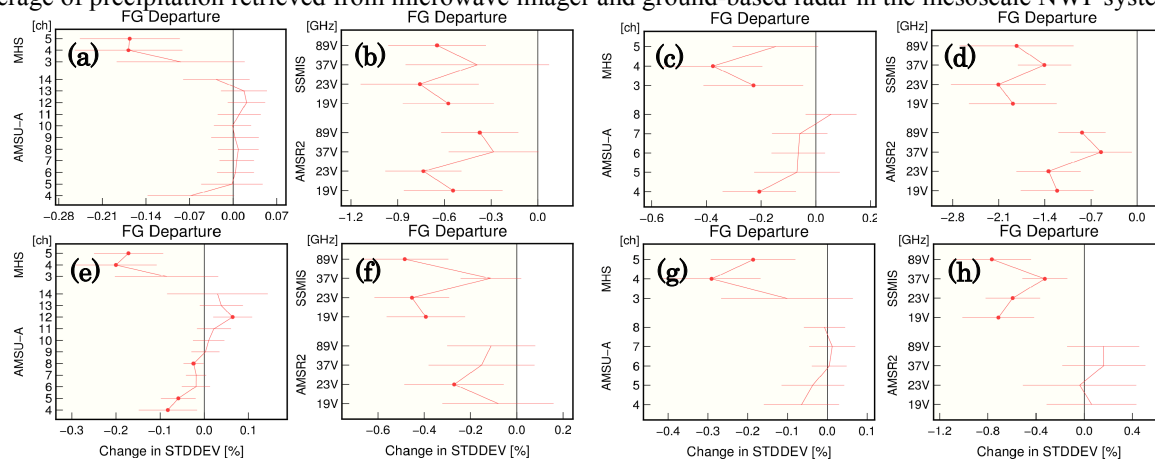 erage of precipitation retrieved from microwave imager and ground-based radar in the mesoscale NWP syste
FG Departure FG Departure FG Departure FG Departure
[ch] [GHz] [ch] [GHz]
(a) (b) (c) (d)
MHS 5 4 3
AMSU-A 14 13 12 11 10 9 8 7 6 5 4
-0.28 -0.21 -0.14 -0.07 0.00 0.07
SSMIS 89V 37V 23V 19V
AMSR2 89V 37V 23V 19V
-1.2 -0.9 -0.6 -0.3 0.0
MHS 5 4 3
AMSU-A 8 7 6 5 4
-0.6 -0.4 -0.2 0.0 0.2
SSMIS 89V 37V 23V 19V
AMSR2 89V 37V 23V 19V
-2.8 -2.1 -1.4 -0.7 0.0
FG Departure FG Departure FG Departure FG Departure
[ch] [GHz] [ch] [GHz]
(e) (f) (g) (h)
MHS 5 4 3
AMSU-A 14 13 12 11 10 9 8 7 6 5 4
-0.3 -0.2 -0.1 0.0 0.1
Change in STDDEV [%]
SSMIS 89V 37V 23V 19V
AMSR2 89V 37V 23V 19V
-0.6 -0.4 -0.2 0.0 0.2
Change in STDDEV [%]
MHS 5 4 3
AMSU-A 8 7 6 5 4
-0.4 -0.3 -0.2 -0.1 0.0 0.1
Change in STDDEV [%]
SSMIS 89V 37V 23V 19V
AMSR2 89V 37V 23V 19V
-1.2 -0.8 -0.4 0.0 0.4
Change in STDDEV [%]